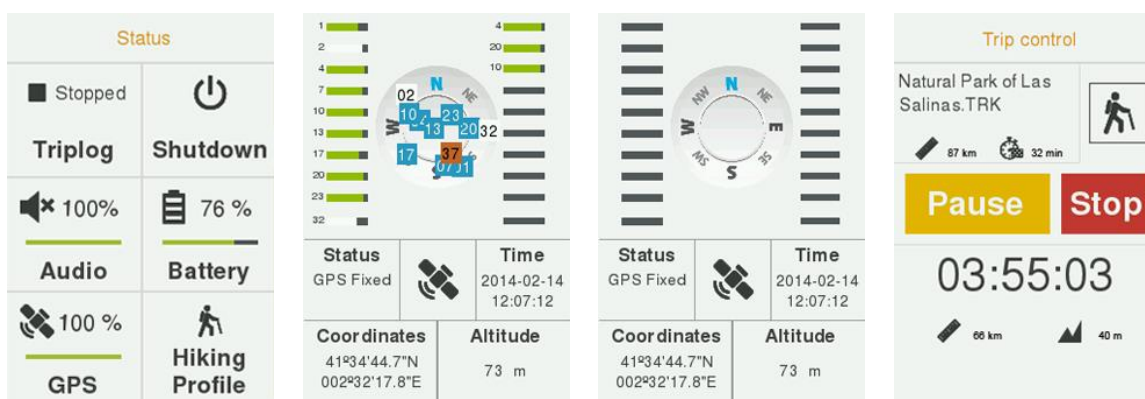 Status
Stopped
Triplog
Shutdown
100%
76 %
Audio
Battery
100 %
GPS
Hiking
Profile
1
2
4
7
10
13
17
20
23
32
4
20
10
N
NE
W
S
02
10
23
13
20
32
17
37
07
01
Status
GPS Fixed
Time
2014-02-14
12:07:12
Coordinates
41º34'44.7"N
002º32'17.8"E
Altitude
73 m
N
NW
NE
W
E
SW
SE
S
Status
GPS Fixed
Time
2014-02-14
12:07:12
Coordinates
41º34'44.7"N
002º32'17.8"E
Altitude
73 m
Trip control
Natural Park of Las
Salinas.TRK
87 km
32 min
Pause
Stop
03:55:03
66 km
40 m